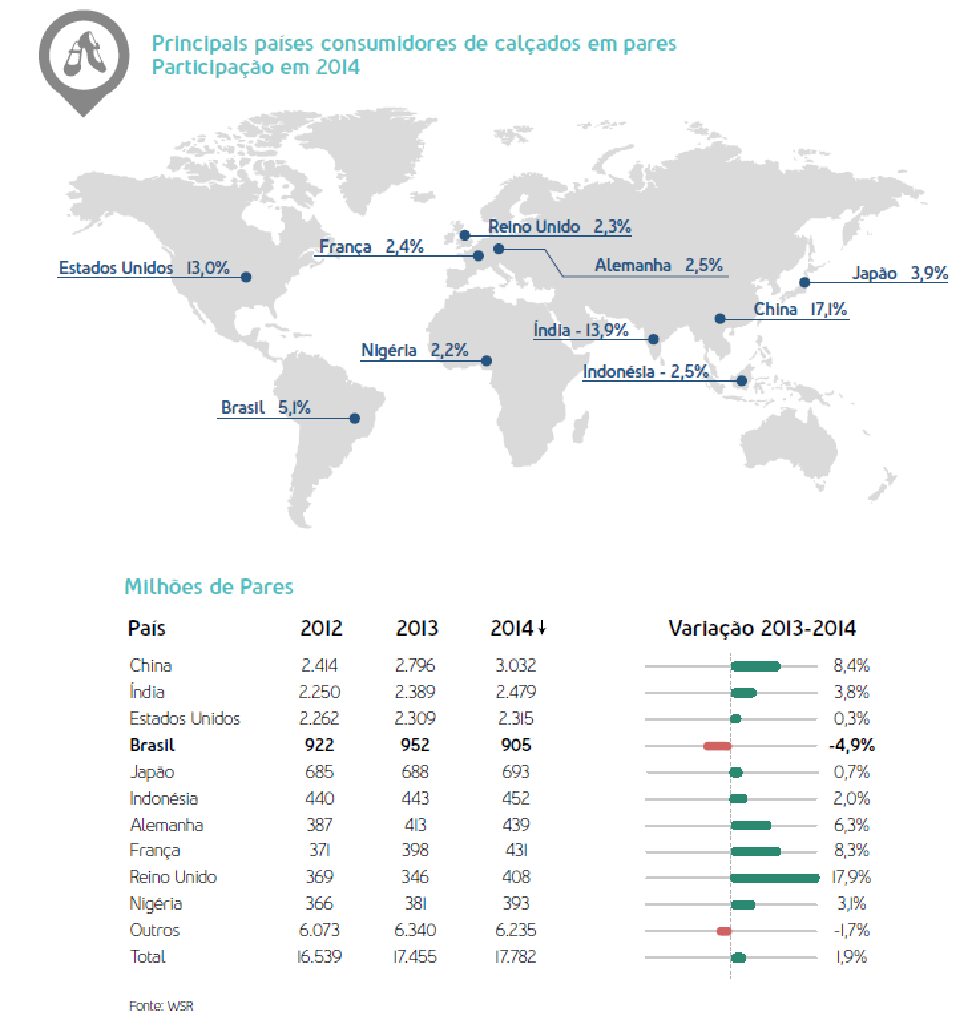 Principais países consumidores de calçados em pares
Participação em 2014
Reino Unido 2,3%
França 2,4%
Alemanha 2,5%
Estados Unidos 13,0%
Japão 3,9%
China 17,1%
Índia - 13,9%
Nigéria 2,2%
Indonésia - 2,5%
Brasil 5,1%
Milhões de Pares
País 2012 2013 2014↓ Variação 2013-2014
China 2.414 2.796 3.032 8,4%
Índia 2.250 2.389 2.479 3,8%
Estados Unidos 2.262 2.309 2.315 0,3%
Brasil 922 952 905 -4,9%
Japão 685 688 693 0,7%
Indonésia 440 443 452 2,0%
Alemanha 387 413 439 6,3%
França 371 398 431 8,3%
Reino Unido 369 346 408 17,9%
Nigéria 366 381 393 3,1%
Outros 6.073 6.340 6.235 -1,7%
Total 16.539 17.455 17.782 1,9%
Fonte: WSR